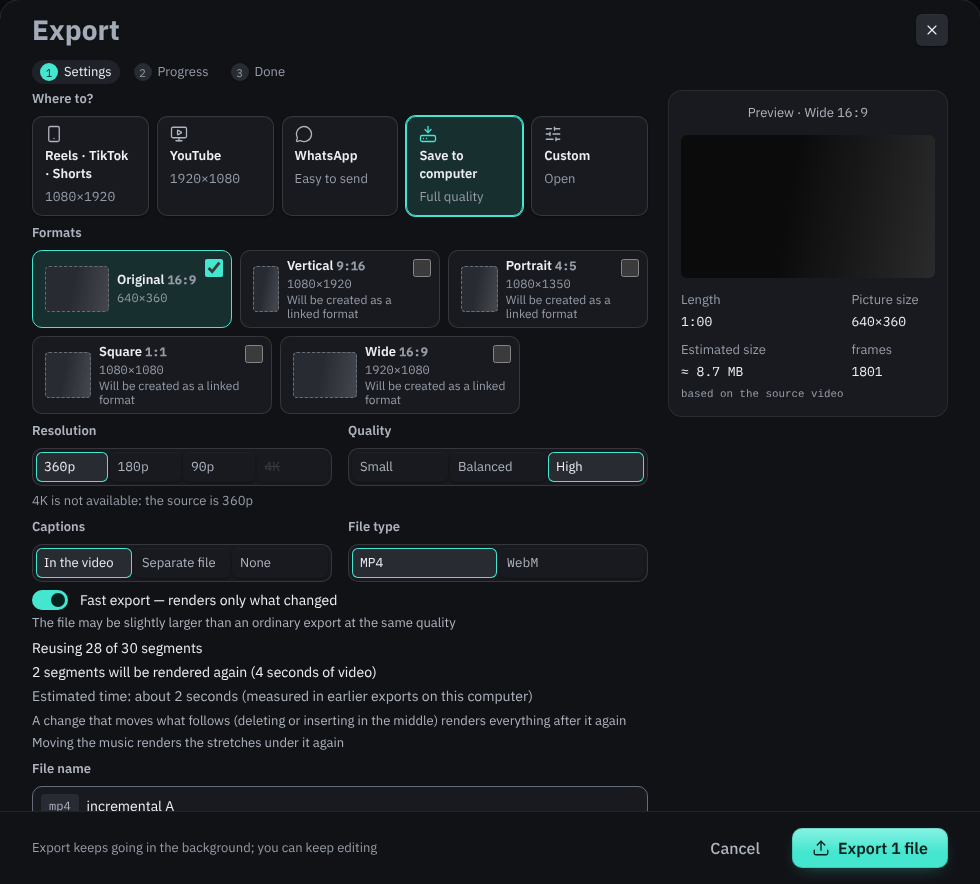 Export
1 Settings 2 Progress 3 Done
Where to?
Reels · TikTok
· Shorts
1080×1920
YouTube
1920×1080
WhatsApp
Easy to send
Save to
computer
Full quality
Custom
Open
Formats
Original 16:9
640×360
Vertical 9:16
1080×1920
Will be created as a
linked format
Portrait 4:5
1080×1350
Will be created as a
linked format
Square 1:1
1080×1080
Will be created as a linked
format
Wide 16:9
1920×1080
Will be created as a linked
format
Resolution
360p 180p 90p 4K
4K is not available: the source is 360p
Quality
Small Balanced High
Captions
In the video Separate file None
File type
MP4 WebM
Fast export — renders only what changed
The file may be slightly larger than an ordinary export at the same quality
Reusing 28 of 30 segments
2 segments will be rendered again (4 seconds of video)
Estimated time: about 2 seconds (measured in earlier exports on this computer)
A change that moves what follows (deleting or inserting in the middle) renders everything after it again
Moving the music renders the stretches under it again
File name
mp4 incremental A
Preview · Wide 16:9
Length
1:00
Picture size
640×360
Estimated size
≈ 8.7 MB
frames
1801
based on the source video
Export keeps going in the background; you can keep editing
Cancel
Export 1 file